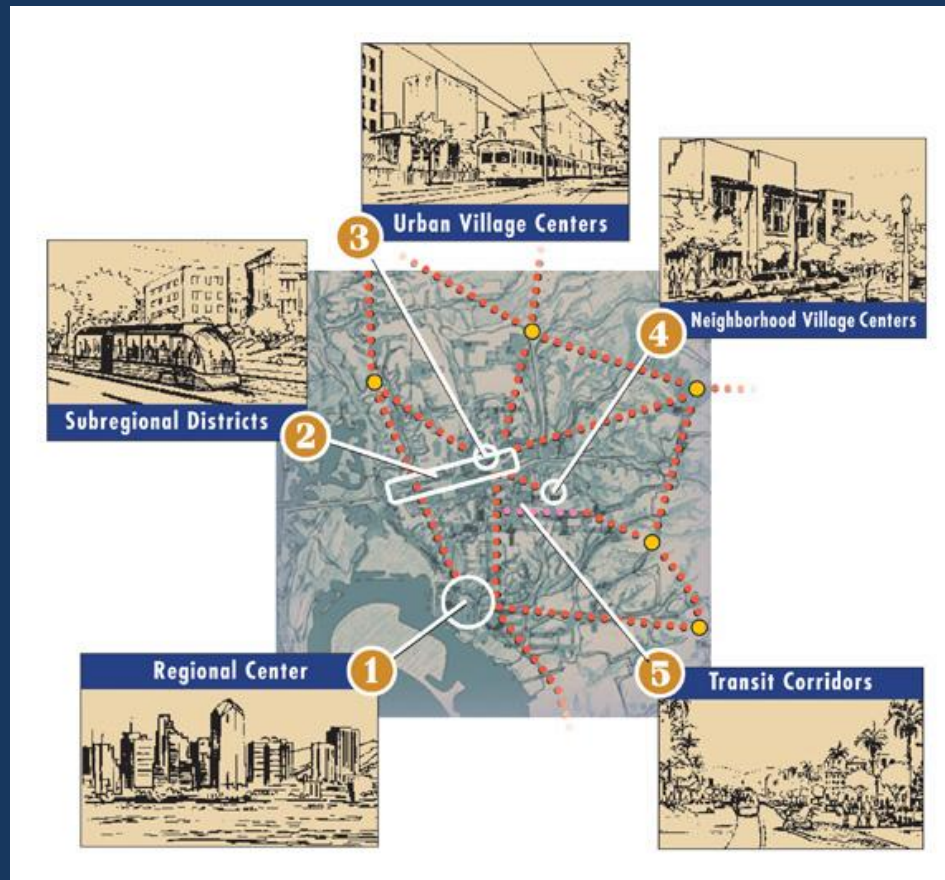 3
Urban Village Centers
4
Neighborhood Village Centers
2
Subregional Districts
1
Regional Center
5
Transit Corridors